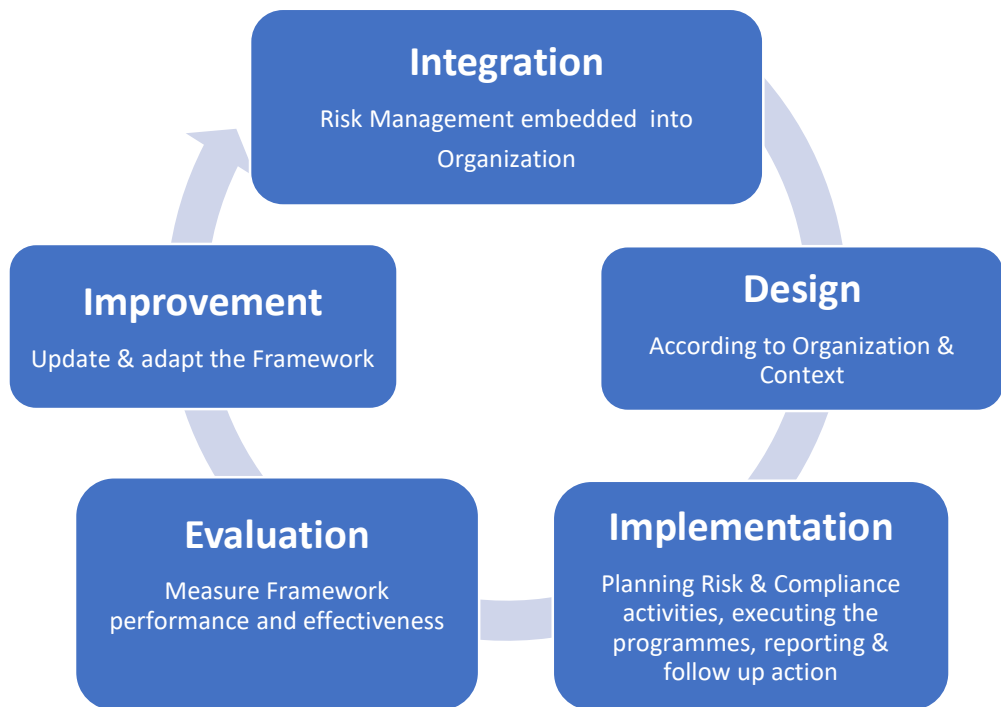 Integration
Risk Management embedded into
Organization
Design
According to Organization &
Context
Implementation
Planning Risk & Compliance
activities, executing the
programmes, reporting &
follow up action
Evaluation
Measure Framework
performance and effectiveness
Improvement
Update & adapt the Framework